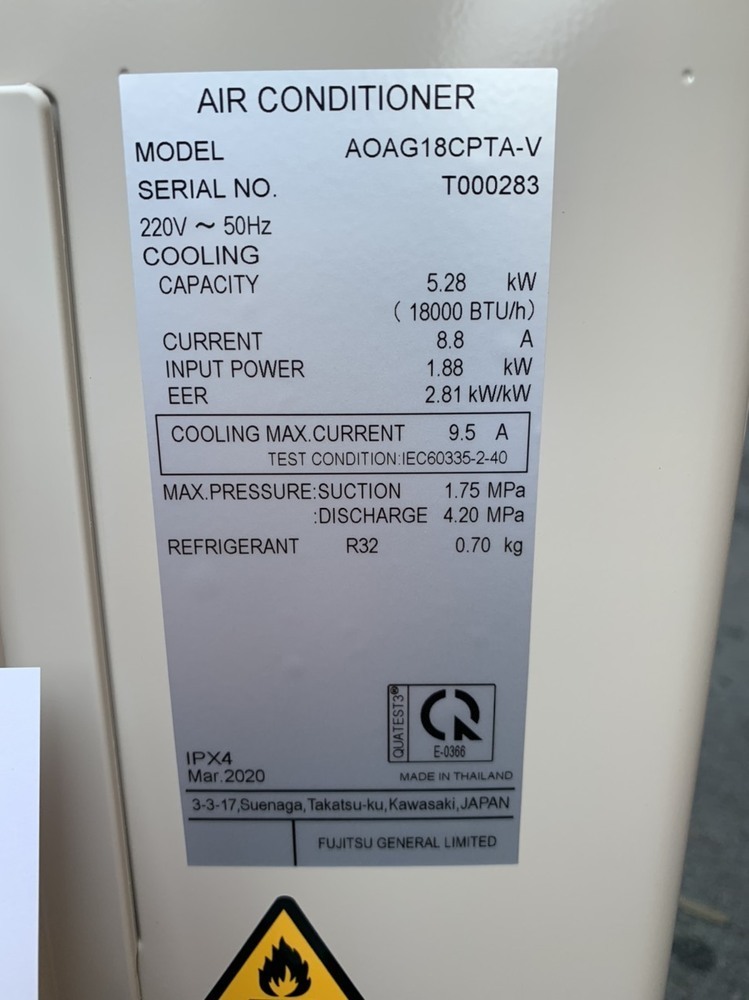 AIR CONDITIONER
MODEL AOAG18CPTA-V
SERIAL NO. T000283
220V ~ 50Hz
COOLING
CAPACITY 5.28 kW
( 18000 BTU/h)
CURRENT 8.8 A
INPUT POWER 1.88 kW
EER 2.81 kW/kW
COOLING MAX.CURRENT 9.5 A
TEST CONDITION:IEC60335-2-40
MAX.PRESSURE:SUCTION 1.75 MPa
:DISCHARGE 4.20 MPa
REFRIGERANT R32 0.70 kg
QUATEST3®
E-0366
IPX4
Mar.2020
MADE IN THAILAND
3-3-17,Suenaga,Takatsu-ku,Kawasaki,JAPAN
FUJITSU GENERAL LIMITED